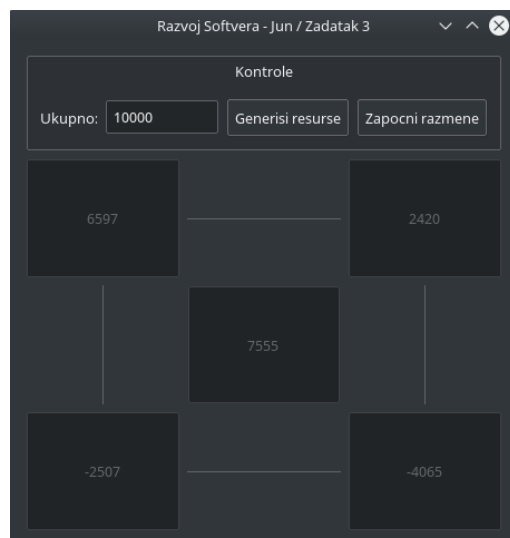 Razvoj Softvera - Jun / Zadatak 3
Kontrole
Ukupno: 10000 Generisi resurse Zapocni razmene
6597 2420
7555
-2507 -4065